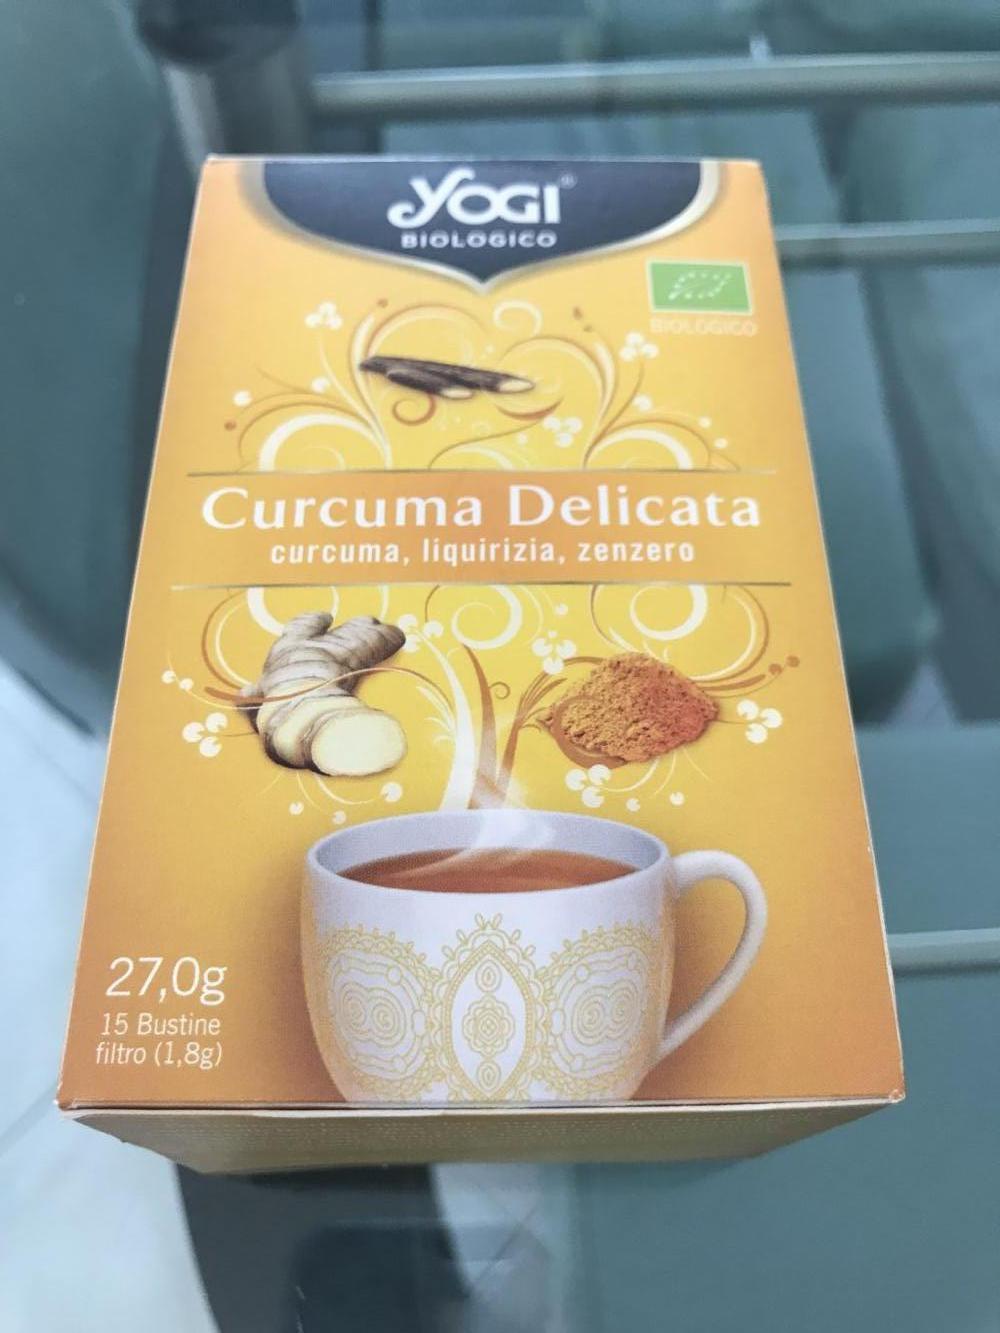 YOGI®
BIOLOGICO
BIOLOGICO
Curcuma Delicata
curcuma, liquirizia, zenzero
27,0g
15 Bustine
filtro (1,8g)